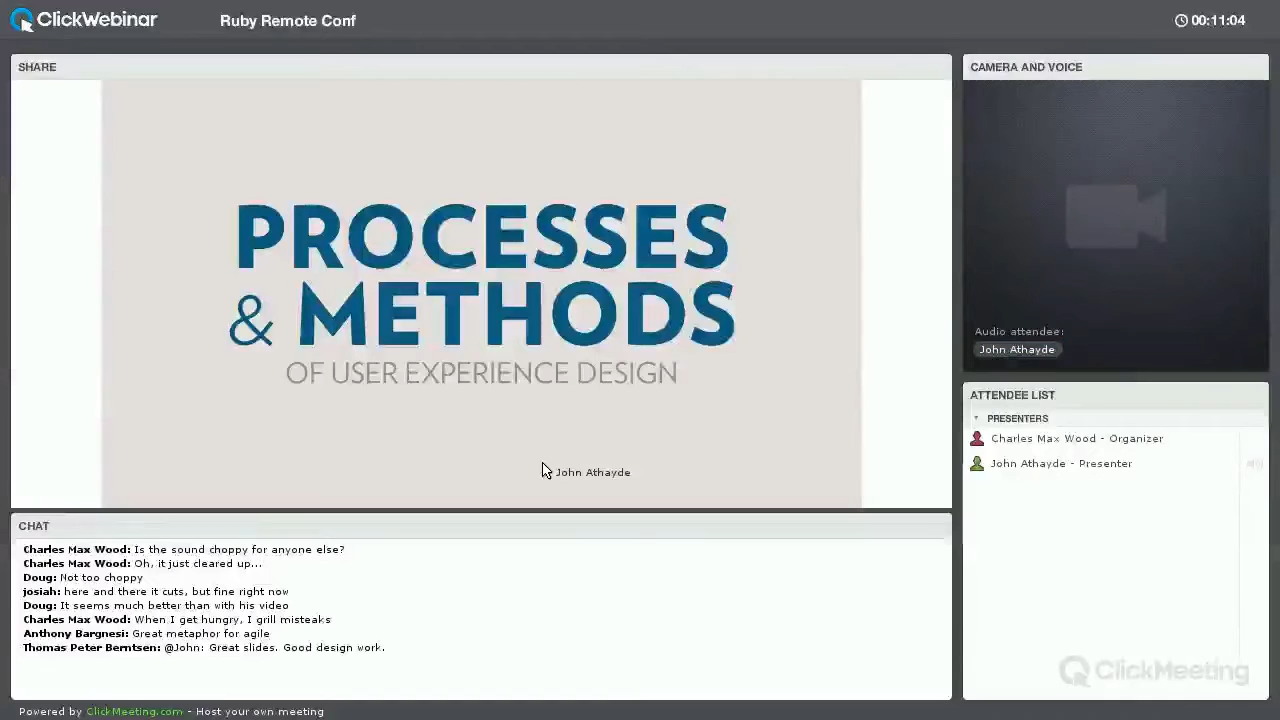 ClickWebinar
Ruby Remote Conf
00:11:04
SHARE
PROCESSES
& METHODS
OF USER EXPERIENCE DESIGN
John Athayde
CAMERA AND VOICE
Audio attendee:
John Athayde
ATTENDEE LIST
PRESENTERS
Charles Max Wood - Organizer
John Athayde - Presenter
CHAT
Charles Max Wood: Is the sound choppy for anyone else?
Charles Max Wood: Oh, it just cleared up...
Doug: Not too choppy
josiah: here and there it cuts, but fine right now
Doug: It seems much better than with his video
Charles Max Wood: When I get hungry, I grill misteaks
Anthony Bargnesi: Great metaphor for agile
Thomas Peter Berntsen: @John: Great slides. Good design work.
ClickMeeting
Powered by ClickMeeting.com - Host your own meeting